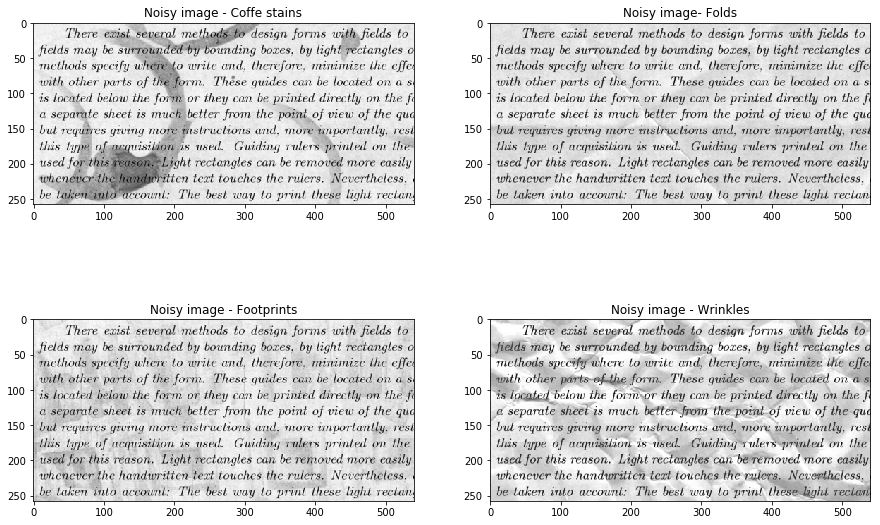 Noisy image - Coffe stains
There exist several methods to design forms with fields to
fields may be surrounded by bounding boxes, by light rectangles o
methods specify where to write and, therefore, minimize the effec
with other parts of the form. These guides can be located on a s
is located below the form or they can be printed directly on the fo
a separate sheet is much better from the point of view of the qua
but requires giving more instructions and, more importantly, rest
this type of acquisition is used. Guiding rulers printed on the
used for this reason. Light rectangles can be removed more easily
whenever the handwritten text touches the rulers. Nevertheless,
be taken into account: The best way to print these light rectang
0
50
100
150
200
250
0 100 200 300 400 500
Noisy image- Folds
There exist several methods to design forms with fields to
fields may be surrounded by bounding boxes, by light rectangles o
methods specify where to write and, therefore, minimize the effec
with other parts of the form. These guides can be located on a s
is located below the form or they can be printed directly on the fo
a separate sheet is much better from the point of view of the qua
but requires giving more instructions and, more importantly, rest
this type of acquisition is used. Guiding rulers printed on the
used for this reason. Light rectangles can be removed more easily
whenever the handwritten text touches the rulers. Nevertheless,
be taken into account: The best way to print these light rectang
0
50
100
150
200
250
0 100 200 300 400 500
Noisy image - Footprints
There exist several methods to design forms with fields to
fields may be surrounded by bounding boxes, by light rectangles o
methods specify where to write and, therefore, minimize the effec
with other parts of the form. These guides can be located on a s
is located below the form or they can be printed directly on the fo
a separate sheet is much better from the point of view of the qua
but requires giving more instructions and, more importantly, rest
this type of acquisition is used. Guiding rulers printed on the
used for this reason. Light rectangles can be removed more easily
whenever the handwritten text touches the rulers. Nevertheless,
be taken into account: The best way to print these light rectang
0
50
100
150
200
250
0 100 200 300 400 500
Noisy image - Wrinkles
There exist several methods to design forms with fields to
fields may be surrounded by bounding boxes, by light rectangles o
methods specify where to write and, therefore, minimize the effec
with other parts of the form. These guides can be located on a s
is located below the form or they can be printed directly on the fo
a separate sheet is much better from the point of view of the qua
but requires giving more instructions and, more importantly, rest
this type of acquisition is used. Guiding rulers printed on the
used for this reason. Light rectangles can be removed more easily
whenever the handwritten text touches the rulers. Nevertheless,
be taken into account: The best way to print these light rectang
0
50
100
150
200
250
0 100 200 300 400 500